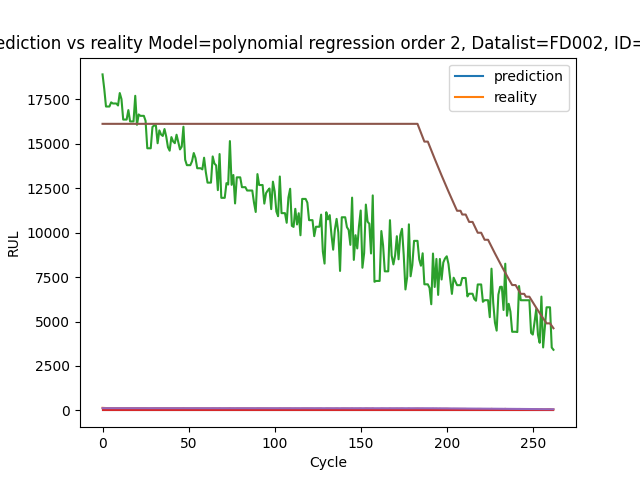 ediction vs reality Model=polynomial regression order 2, Datalist=FD002, ID=
prediction
reality
17500
15000
12500
10000
7500
5000
2500
0
RUL
0 50 100 150 200 250
Cycle